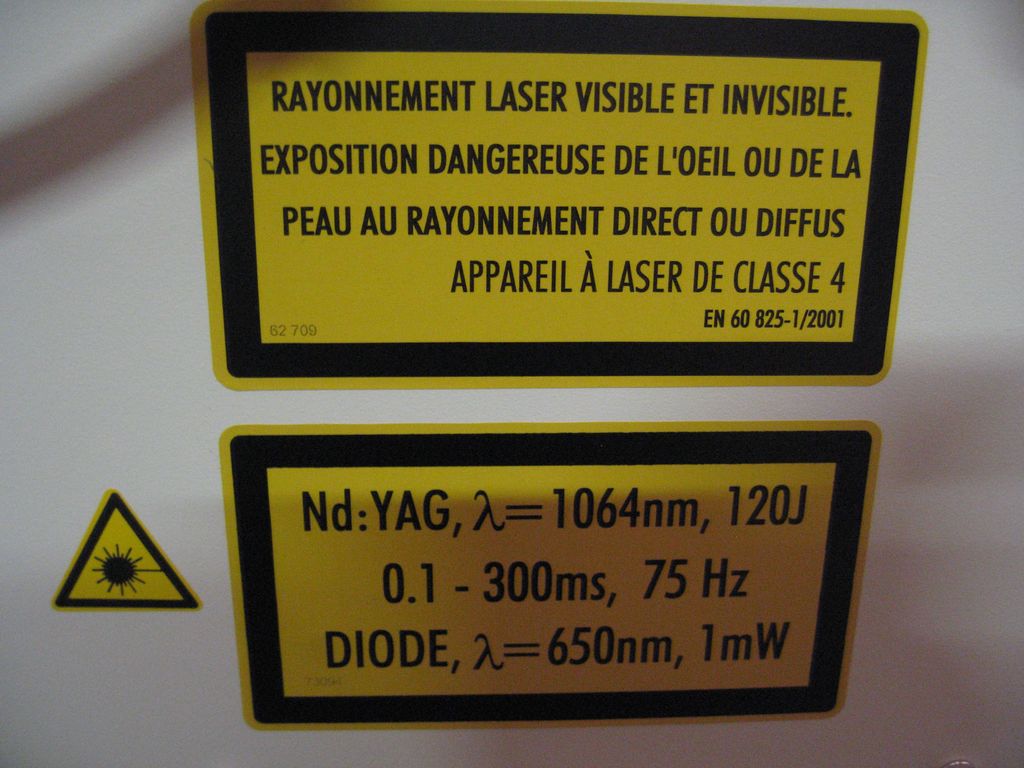 RAYONNEMENT LASER VISIBLE ET INVISIBLE.
EXPOSITION DANGEREUSE DE L'OEIL OU DE LA
PEAU AU RAYONNEMENT DIRECT OU DIFFUS
APPAREIL À LASER DE CLASSE 4
EN 60 825-1/2001
62 709
Nd:YAG, λ=1064nm, 120J
0.1 - 300ms, 75 Hz
DIODE, λ=650nm, 1mW
73094